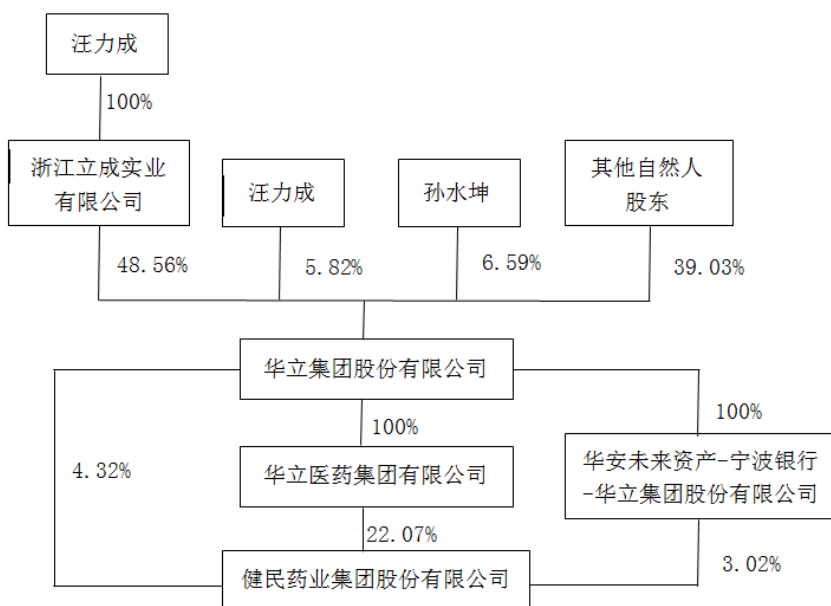 汪力成
100%
浙江立成实业
有限公司
汪力成
孙水坤
其他自然人
股东
48.56%
5.82%
6.59%
39.03%
华立集团股份有限公司
100%
100%
4.32%
华立医药集团有限公司
华安未来资产-宁波银行
-华立集团股份有限公司
22.07%
3.02%
健民药业集团股份有限公司